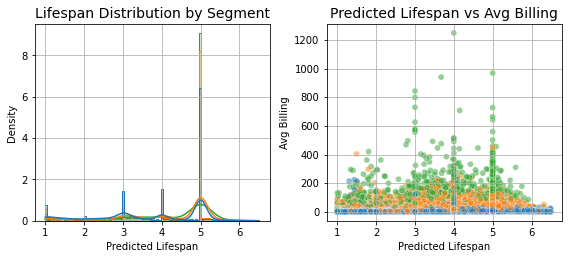 Lifespan Distribution by Segment
Density
8
6
4
2
0
1 2 3 4 5 6
Predicted Lifespan
Predicted Lifespan vs Avg Billing
Avg Billing
1200
1000
800
600
400
200
0
1 2 3 4 5 6
Predicted Lifespan